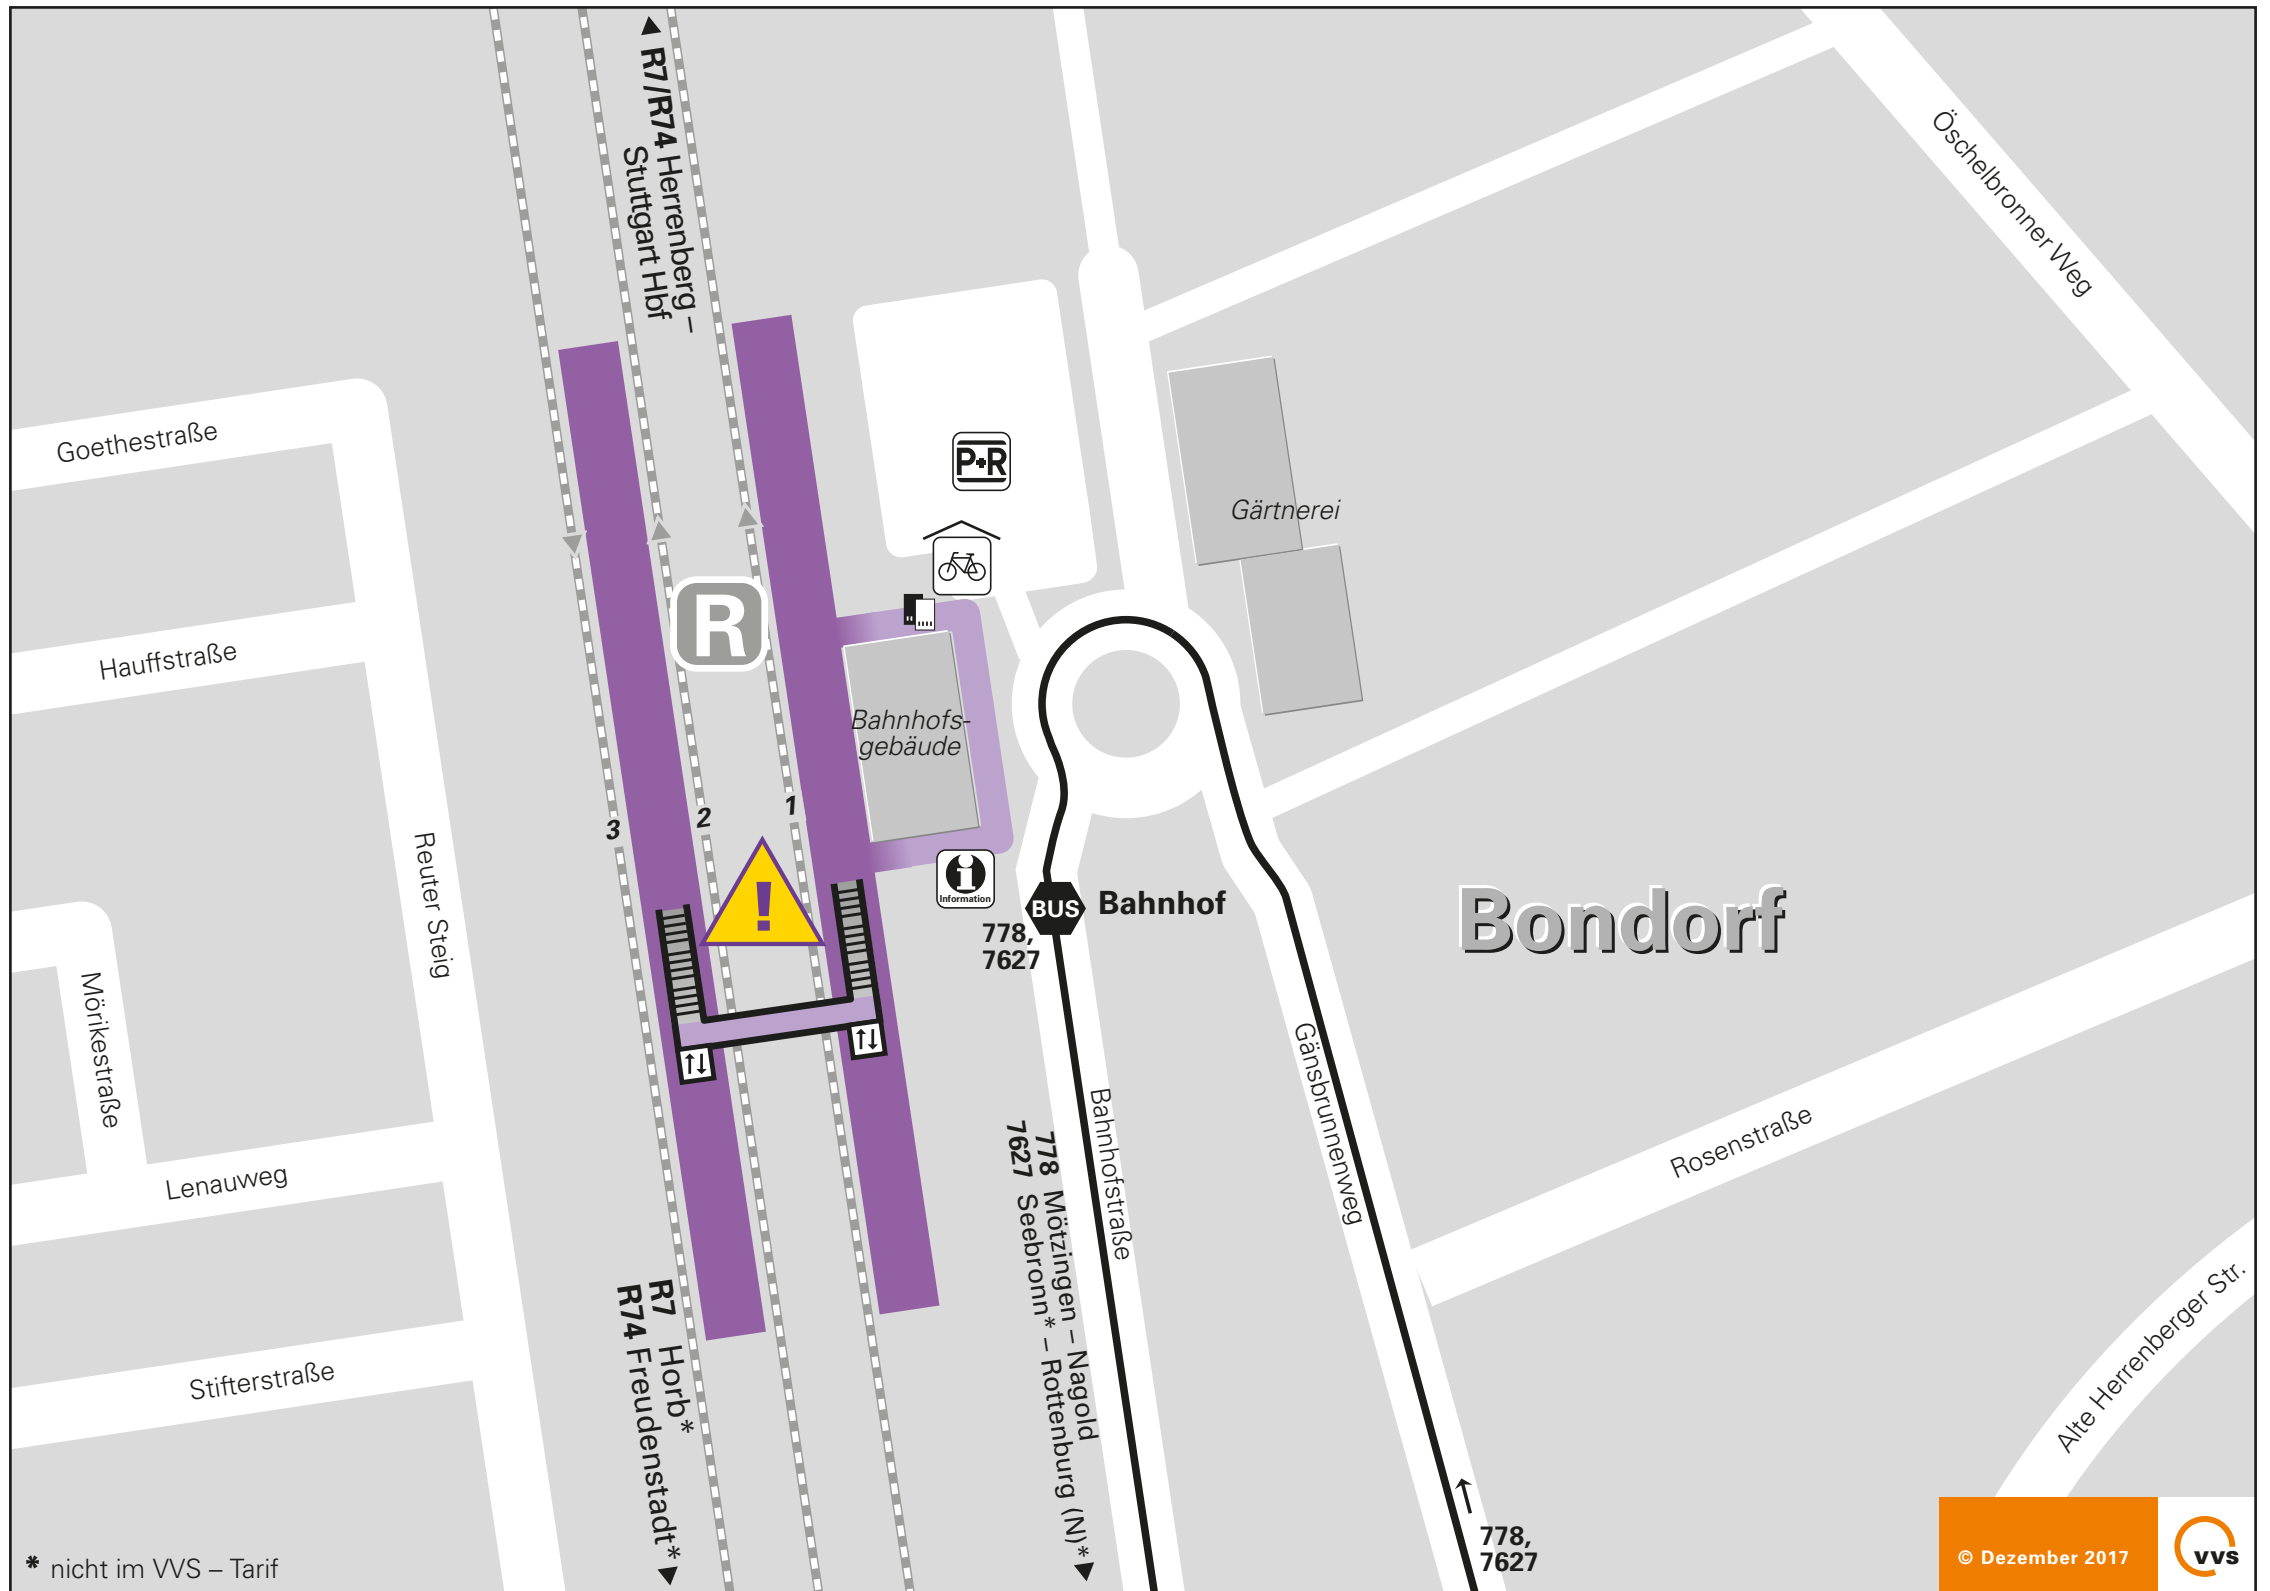 R7/R74 Herrenberg –
Stuttgart Hbf
Öschelbronner Weg
Goethestraße
P+R
Gärtnerei
R
Hauffstraße
Bahnhofs-
gebäude
3
2
1
Reuter Steig
!
Information
BUS Bahnhof
778,
7627
Bondorf
Mörikestraße
Gänsbrunnenweg
Bahnhofstraße
Rosenstraße
Lenauweg
778 Mötzingen – Nagold
7627 Seebronn* – Rottenburg (N)*
R7 Horb*
R74 Freudenstadt*
Stifterstraße
Alte Herrenberger Str.
778,
7627
* nicht im VVS – Tarif
© Dezember 2017
vvs